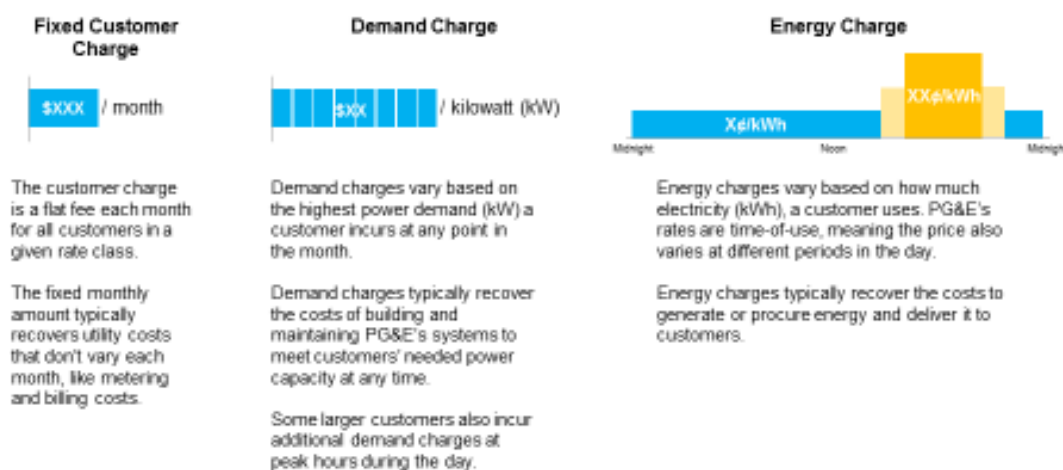 Fixed Customer
Charge
$XXX / month
The customer charge
is a flat fee each month
for all customers in a
given rate class.
The fixed monthly
amount typically
recovers utility costs
that don't vary each
month, like metering
and billing costs.
Demand Charge
$XX / kilowatt (kW)
Demand charges vary based on
the highest power demand (kW) a
customer incurs at any point in
the month.
Demand charges typically recover
the costs of building and
maintaining PG&E's systems to
meet customers' needed power
capacity at any time.
Some larger customers also incur
additional demand charges at
peak hours during the day.
Energy Charge
XX¢/kWh
X¢/kWh
Midnight Noon Midnight
Energy charges vary based on how much
electricity (kWh), a customer uses. PG&E's
rates are time-of-use, meaning the price also
varies at different periods in the day.
Energy charges typically recover the costs to
generate or procure energy and deliver it to
customers.